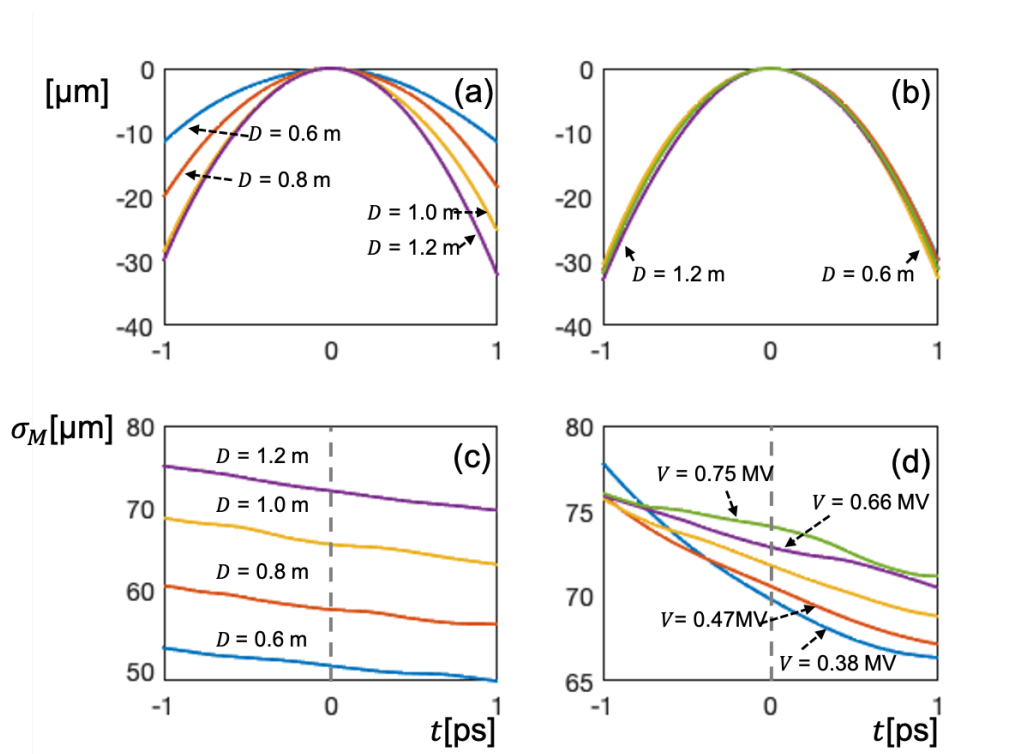 [µm]
0
-10
-20
-30
-40
-1
0
1
(a)
D = 0.6 m
D = 0.8 m
D = 1.0 m
D = 1.2 m
0
-10
-20
-30
-40
-1
0
1
(b)
D = 1.2 m
D = 0.6 m
σM[µm]
80
70
60
50
-1
0
1
(c)
D = 1.2 m
D = 1.0 m
D = 0.8 m
D = 0.6 m
t[ps]
80
75
70
65
-1
0
1
(d)
V = 0.75 MV
V = 0.66 MV
V= 0.47MV
V = 0.38 MV
t[ps]